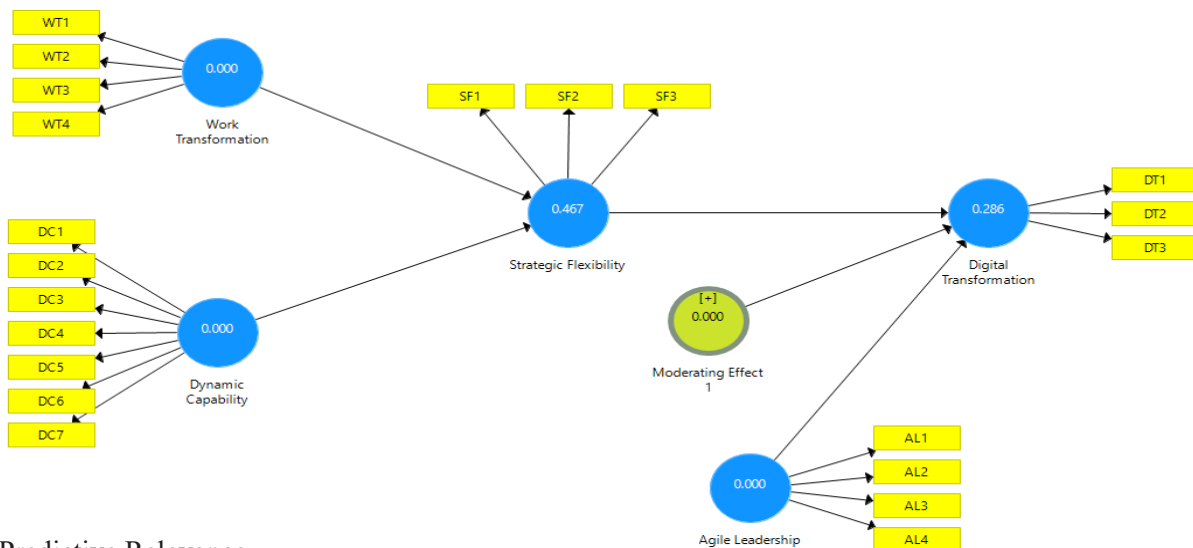 WT1
WT2
WT3
WT4
0.000
Work
Transformation
SF1
SF2
SF3
0.467
Strategic Flexibility
DT1
DT2
DT3
0.286
Digital
Transformation
DC1
DC2
DC3
DC4
DC5
DC6
DC7
0.000
Dynamic
Capability
[+]
0.000
Moderating Effect
1
AL1
AL2
AL3
AL4
0.000
Agile Leadership
Predictive Relevance